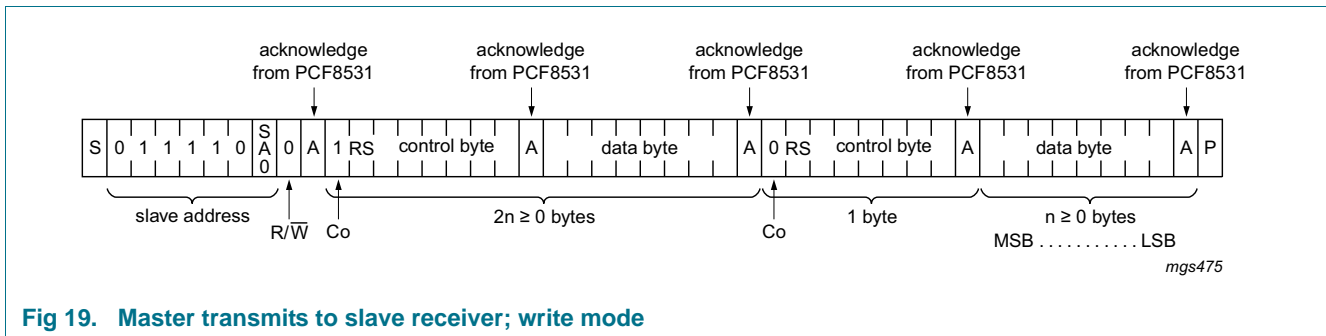 acknowledge acknowledge acknowledge acknowledge acknowledge
from PCF8531 from PCF8531 from PCF8531 from PCF8531 from PCF8531
S 0 1 1 1 1 0 SA0 0 A 1 RS control byte A data byte A 0 RS control byte A data byte A P
slave address 2n ≥ 0 bytes 1 byte n ≥ 0 bytes
R/W̅ Co Co MSB . . . . . . . . . . . LSB
mgs475
Fig 19. Master transmits to slave receiver; write mode